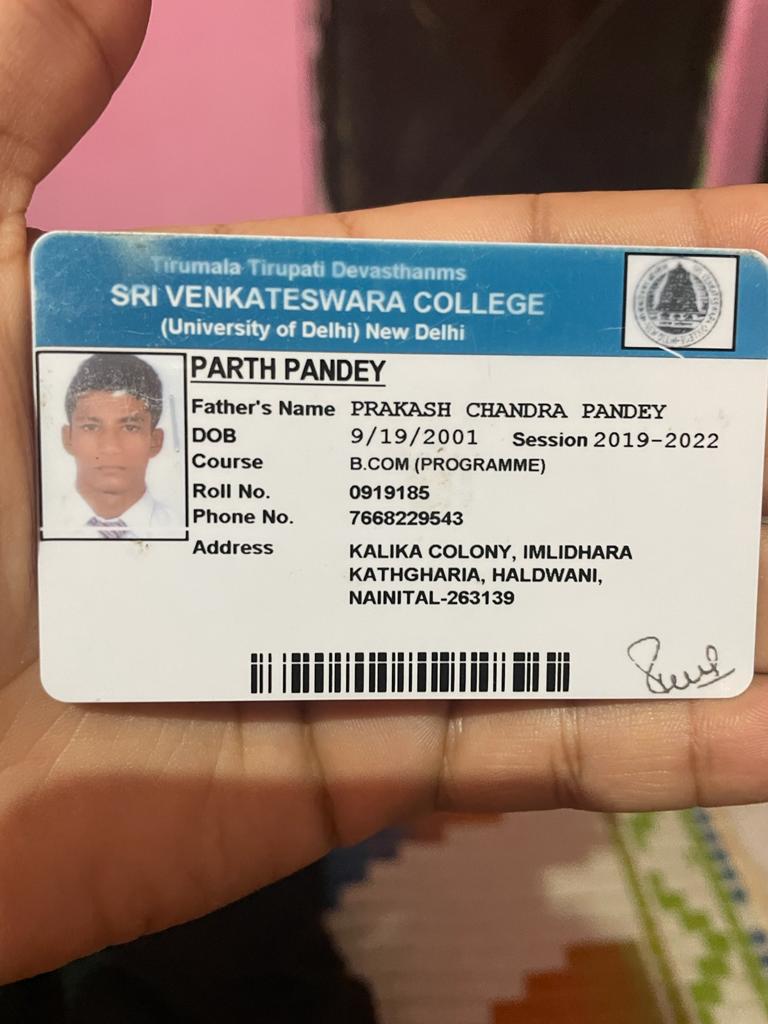 Tirumala Tirupati Devasthanms
SRI VENKATESWARA COLLEGE
(University of Delhi) New Delhi
PARTH PANDEY
Father's Name PRAKASH CHANDRA PANDEY
DOB 9/19/2001 Session 2019-2022
Course B.COM (PROGRAMME)
Roll No. 0919185
Phone No. 7668229543
Address KALIKA COLONY, IMLIDHARA
KATHGHARIA, HALDWANI,
NAINITAL-263139